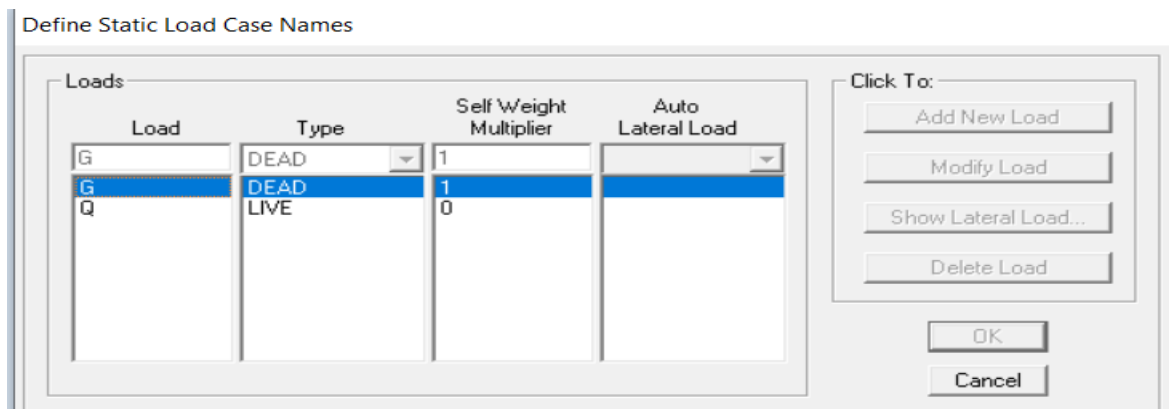 Define Static Load Case Names
Loads
Click To:
Load Type Self Weight Multiplier Auto Lateral Load
G DEAD 1
G DEAD 1
Q LIVE 0
Add New Load
Modify Load
Show Lateral Load...
Delete Load
OK
Cancel